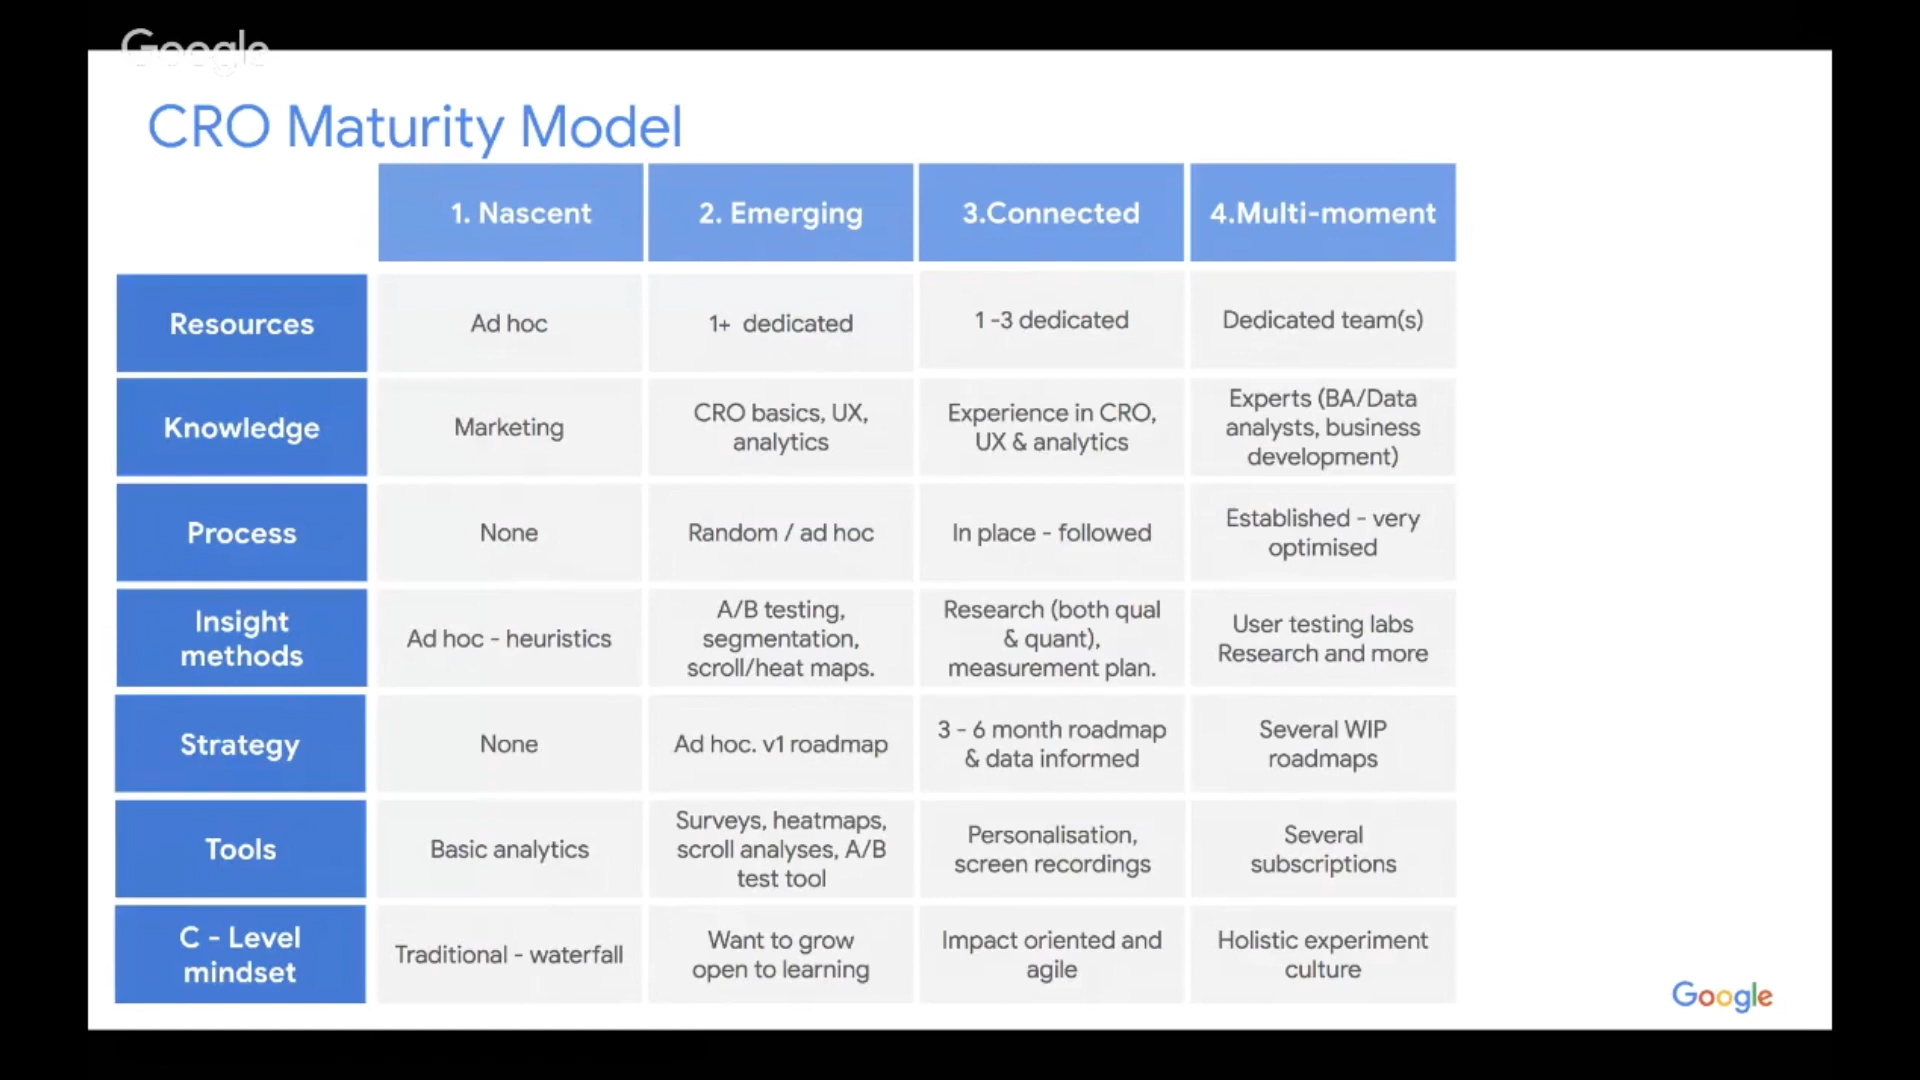 Google
CRO Maturity Model
1. Nascent
2. Emerging
3.Connected
4.Multi-moment
Resources
Ad hoc
1+ dedicated
1 -3 dedicated
Dedicated team(s)
Knowledge
Marketing
CRO basics, UX,
analytics
Experience in CRO,
UX & analytics
Experts (BA/Data
analysts, business
development)
Process
None
Random / ad hoc
In place - followed
Established - very
optimised
Insight
methods
Ad hoc - heuristics
A/B testing,
segmentation,
scroll/heat maps.
Research (both qual
& quant),
measurement plan.
User testing labs
Research and more
Strategy
None
Ad hoc. v1 roadmap
3 - 6 month roadmap
& data informed
Several WIP
roadmaps
Tools
Basic analytics
Surveys, heatmaps,
scroll analyses, A/B
test tool
Personalisation,
screen recordings
Several
subscriptions
C - Level
mindset
Traditional - waterfall
Want to grow
open to learning
Impact oriented and
agile
Holistic experiment
culture
Google